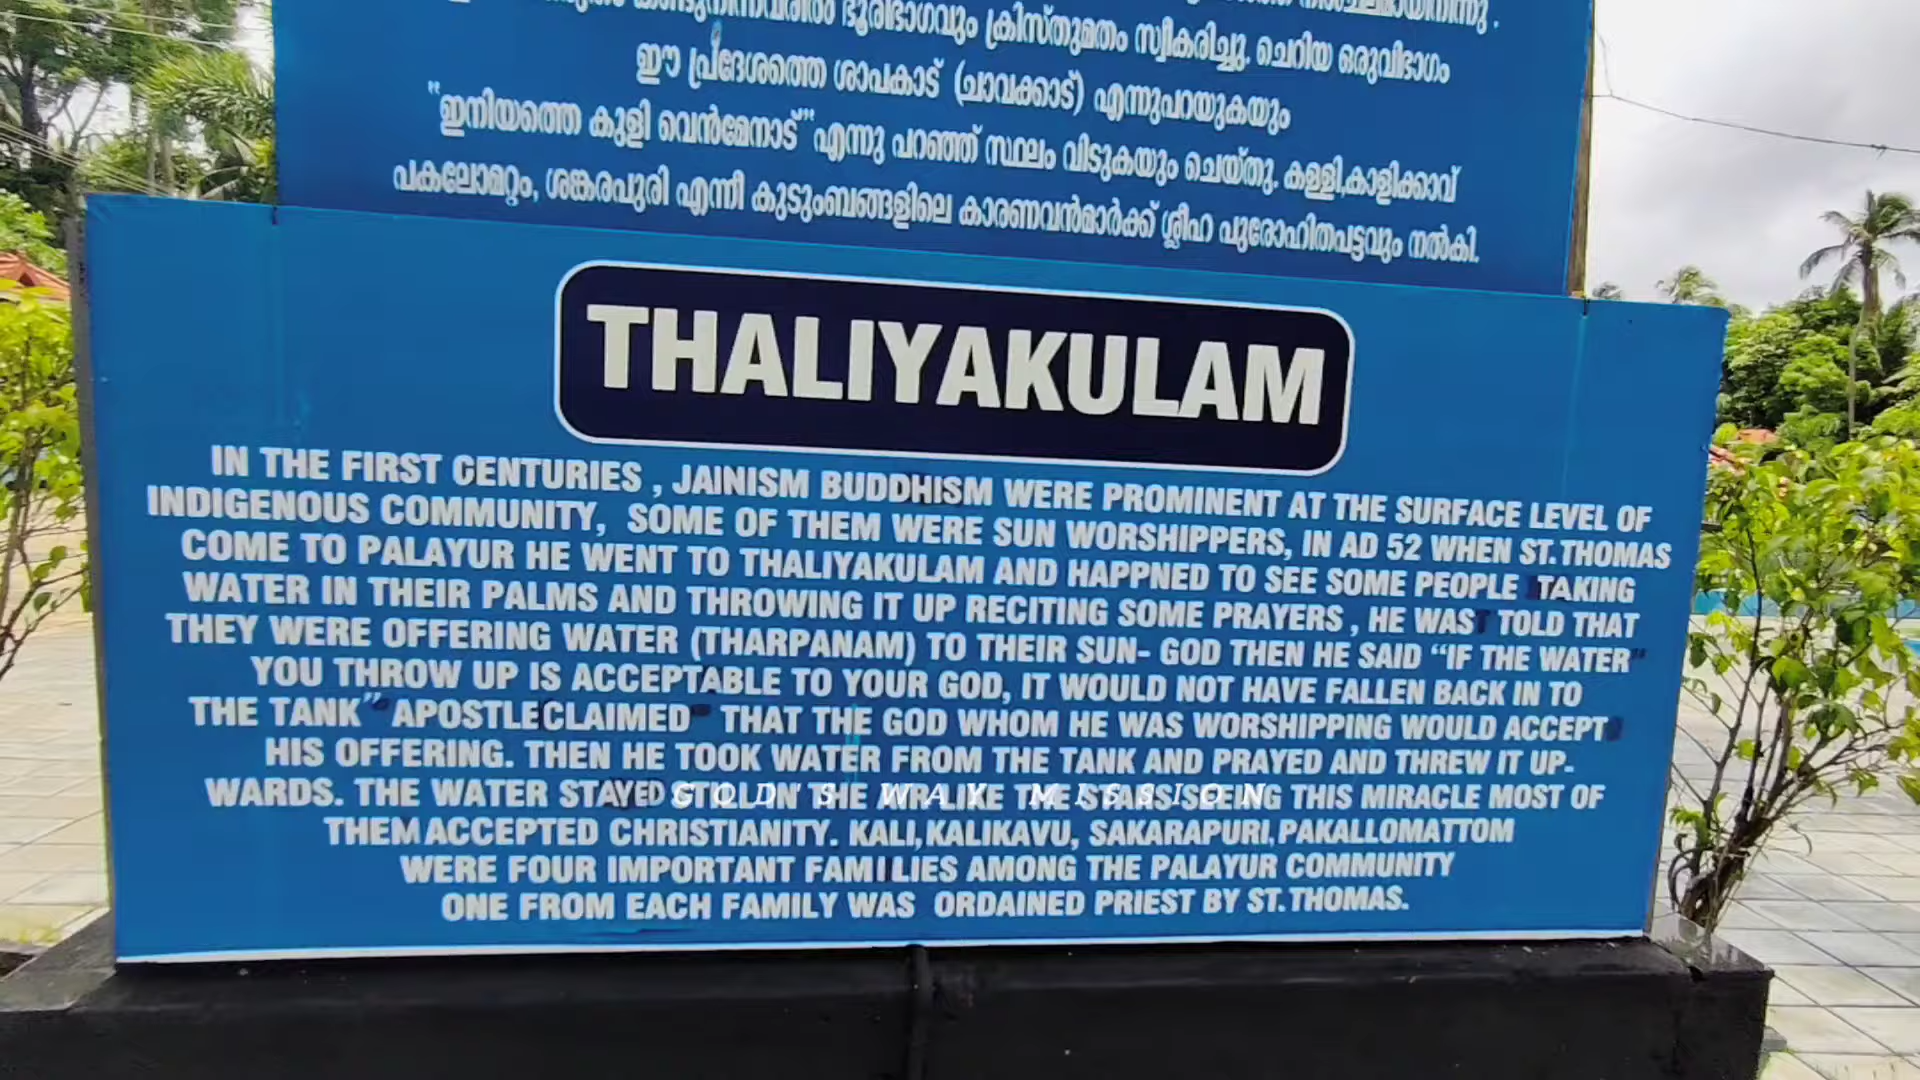 കണ്ടുനിന്നവരിൽ ഭൂരിഭാഗവും ക്രിസ്തുമതം സ്വീകരിച്ചു. ചെറിയ ഒരുവിഭാഗം
ഈ പ്രദേശത്തെ ശാപകാട് (ചാവക്കാട്) എന്നുപറയുകയും
"ഇനിയത്തെ കുളി വെൻമേനാട്" എന്നു പറഞ്ഞ് സ്ഥലം വിടുകയും ചെയ്തു. കള്ളി,കാളിക്കാവ്
പകലോമറ്റം, ശങ്കരപുരി എന്നീ കുടുംബങ്ങളിലെ കാരണവൻമാർക്ക് ശ്ലീഹ പുരോഹിതപട്ടവും നൽകി.
THALIYAKULAM
IN THE FIRST CENTURIES , JAINISM BUDDHISM WERE PROMINENT AT THE SURFACE LEVEL OF
INDIGENOUS COMMUNITY, SOME OF THEM WERE SUN WORSHIPPERS, IN AD 52 WHEN ST.THOMAS
COME TO PALAYUR HE WENT TO THALIYAKULAM AND HAPPNED TO SEE SOME PEOPLE TAKING
WATER IN THEIR PALMS AND THROWING IT UP RECITING SOME PRAYERS , HE WAS TOLD THAT
THEY WERE OFFERING WATER (THARPANAM) TO THEIR SUN- GOD THEN HE SAID "IF THE WATER
YOU THROW UP IS ACCEPTABLE TO YOUR GOD, IT WOULD NOT HAVE FALLEN BACK IN TO
THE TANK" APOSTLE CLAIMED THAT THE GOD WHOM HE WAS WORSHIPPING WOULD ACCEPT
HIS OFFERING. THEN HE TOOK WATER FROM THE TANK AND PRAYED AND THREW IT UP-
WARDS. THE WATER STAYED THE AIR LIKE THE THIS MIRACLE MOST OF
GOD'S WAY MISSION
THEM ACCEPTED CHRISTIANITY. KALI,KALIKAVU, SAKARAPURI,PAKALLOMATTOM
WERE FOUR IMPORTANT FAMILIES AMONG THE PALAYUR COMMUNITY
ONE FROM EACH FAMILY WAS ORDAINED PRIEST BY ST.THOMAS.